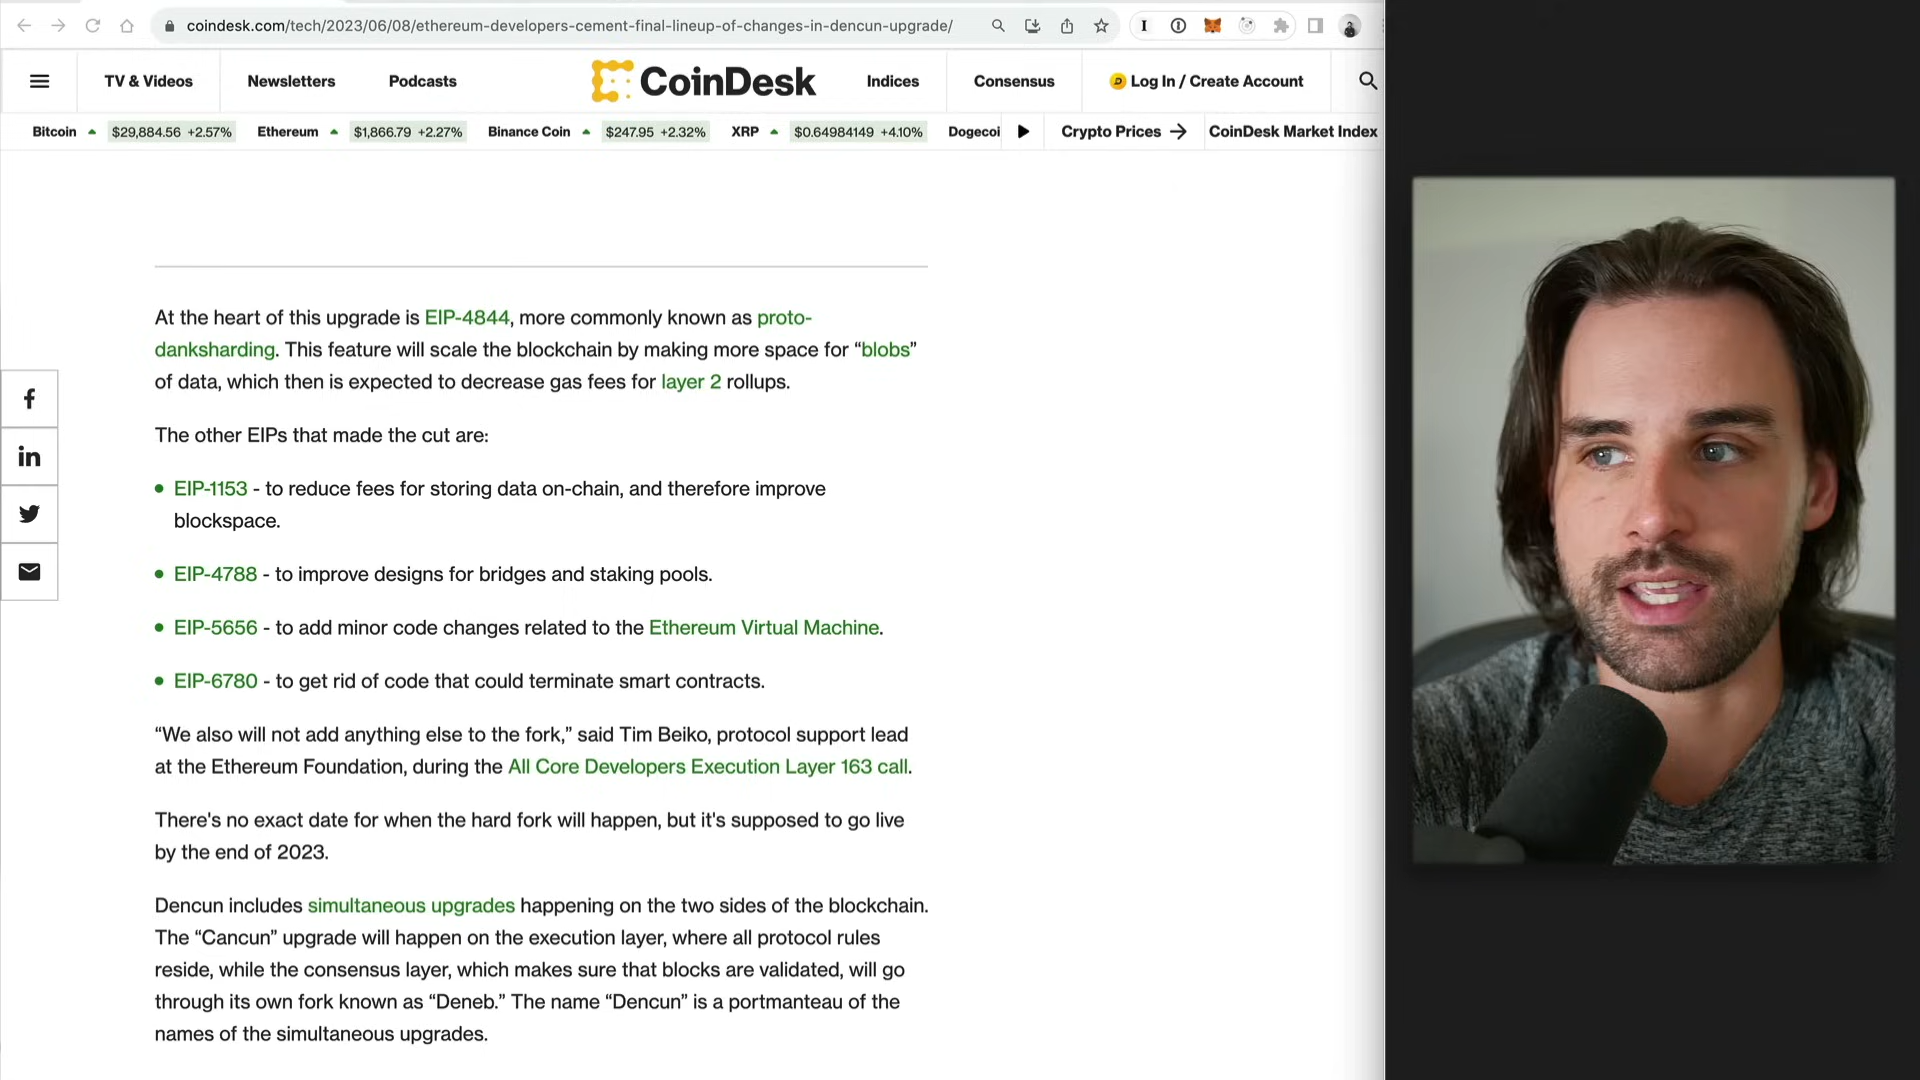 coindesk.com/tech/2023/06/08/ethereum-developers-cement-final-lineup-of-changes-in-dencun-upgrade/
TV & Videos Newsletters Podcasts CoinDesk Indices Consensus Log In / Create Account
Bitcoin $29,884.56 +2.57% Ethereum $1,866.79 +2.27% Binance Coin $247.95 +2.32% XRP $0.64984149 +4.10% Dogecoi Crypto Prices → CoinDesk Market Index
At the heart of this upgrade is EIP-4844, more commonly known as proto-
danksharding. This feature will scale the blockchain by making more space for “blobs”
of data, which then is expected to decrease gas fees for layer 2 rollups.
The other EIPs that made the cut are:
• EIP-1153 - to reduce fees for storing data on-chain, and therefore improve
blockspace.
• EIP-4788 - to improve designs for bridges and staking pools.
• EIP-5656 - to add minor code changes related to the Ethereum Virtual Machine.
• EIP-6780 - to get rid of code that could terminate smart contracts.
“We also will not add anything else to the fork,” said Tim Beiko, protocol support lead
at the Ethereum Foundation, during the All Core Developers Execution Layer 163 call.
There's no exact date for when the hard fork will happen, but it's supposed to go live
by the end of 2023.
Dencun includes simultaneous upgrades happening on the two sides of the blockchain.
The “Cancun” upgrade will happen on the execution layer, where all protocol rules
reside, while the consensus layer, which makes sure that blocks are validated, will go
through its own fork known as “Deneb.” The name “Dencun” is a portmanteau of the
names of the simultaneous upgrades.